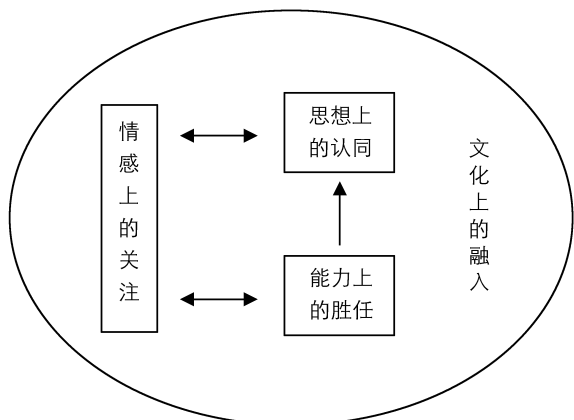 情感上的关注
思想上
的认同
能力上
的胜任
文化上的融入